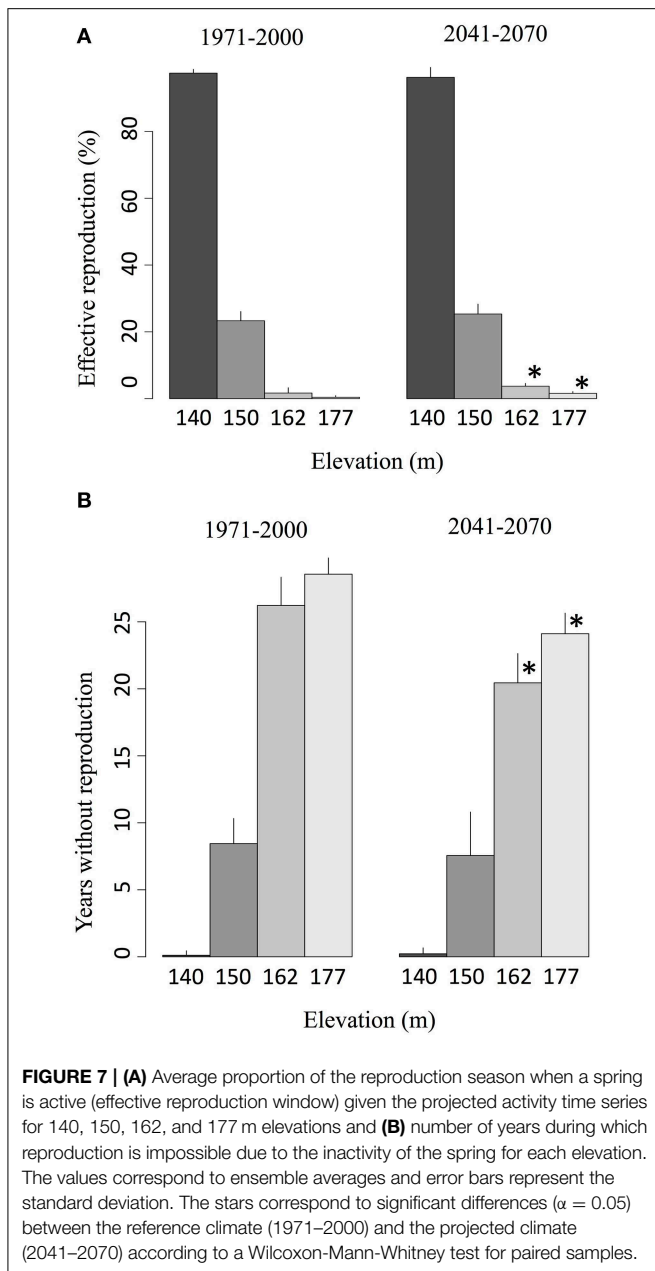 A
1971-2000
2041-2070
Effective reproduction (%)
80
60
40
20
0
140 150 162 177
140 150 162 177
* *
Elevation (m)
B
1971-2000
2041-2070
Years without reproduction
25
20
15
10
5
0
140 150 162 177
140 150 162 177
* *
Elevation (m)
FIGURE 7 | (A) Average proportion of the reproduction season when a spring
is active (effective reproduction window) given the projected activity time series
for 140, 150, 162, and 177 m elevations and (B) number of years during which
reproduction is impossible due to the inactivity of the spring for each elevation.
The values correspond to ensemble averages and error bars represent the
standard deviation. The stars correspond to significant differences (α = 0.05)
between the reference climate (1971–2000) and the projected climate
(2041–2070) according to a Wilcoxon-Mann-Whitney test for paired samples.